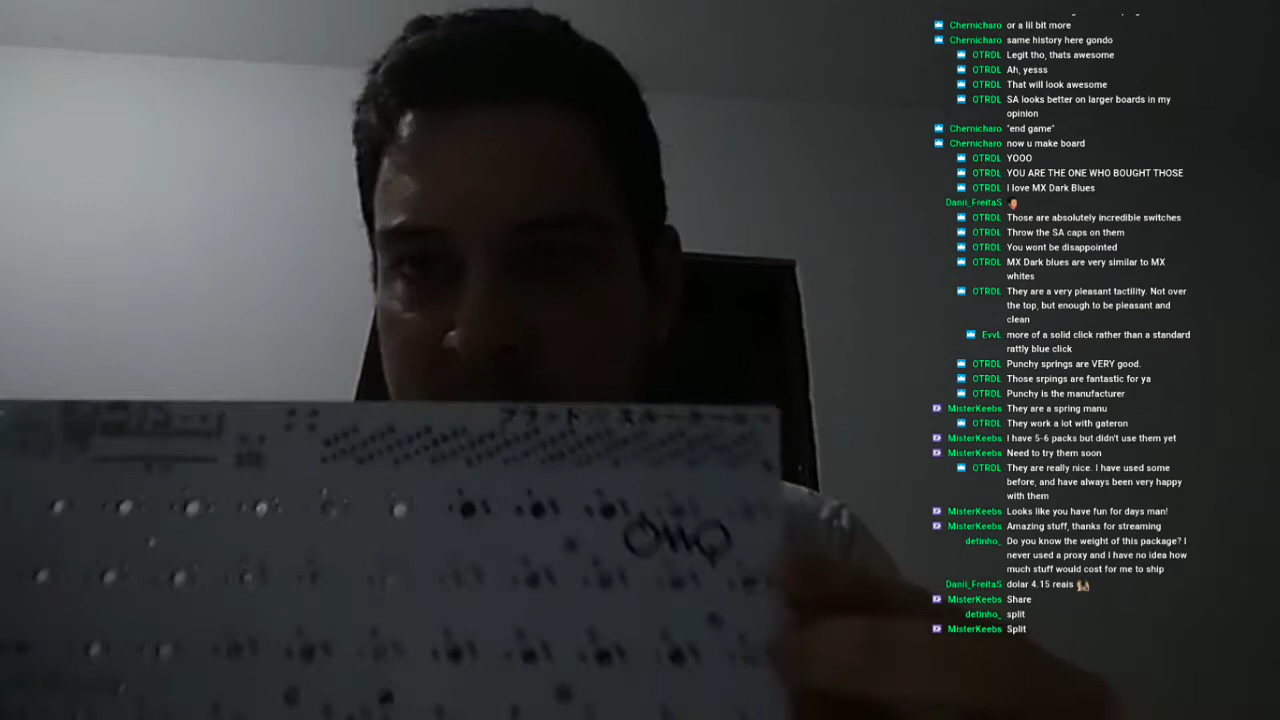 Chernicharo or a lil bit more
Chernicharo same history here gondo
OTRDL Legit tho, thats awesome
OTRDL Ah, yesss
OTRDL That will look awesome
OTRDL SA looks better on larger boards in my
opinion
Chernicharo "end game"
Chernicharo now u make board
OTRDL YOOO
OTRDL YOU ARE THE ONE WHO BOUGHT THOSE
OTRDL I love MX Dark Blues
Danii_FreitaS
OTRDL Those are absolutely incredible switches
OTRDL Throw the SA caps on them
OTRDL You wont be disappointed
OTRDL MX Dark blues are very similar to MX
whites
OTRDL They are a very pleasant tactility. Not over
the top, but enough to be pleasant and
clean
EvvL more of a solid click rather than a standard
rattly blue click
OTRDL Punchy springs are VERY good.
OTRDL Those srpings are fantastic for ya
OTRDL Punchy is the manufacturer
MisterKeebs They are a spring manu
OTRDL They work a lot with gateron
MisterKeebs I have 5-6 packs but didn't use them yet
MisterKeebs Need to try them soon
OTRDL They are really nice. I have used some
before, and have always been very happy
with them
MisterKeebs Looks like you have fun for days man!
MisterKeebs Amazing stuff, thanks for streaming
detinho_ Do you know the weight of this package? I
never used a proxy and I have no idea how
much stuff would cost for me to ship
Danii_FreitaS dolar 4.15 reais
MisterKeebs Share
detinho_ split
MisterKeebs Split